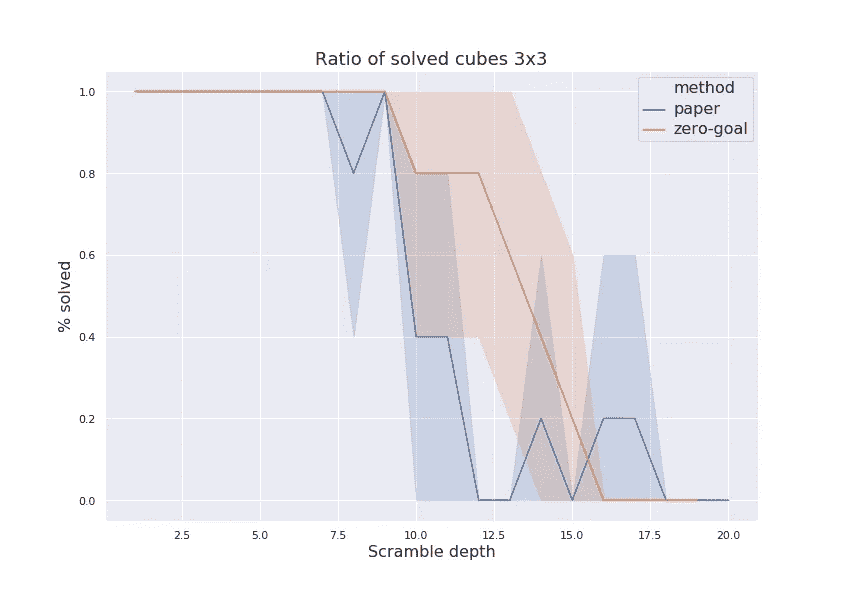 Ratio of solved cubes 3x3
method
paper
zero-goal
% solved
1.0
0.8
0.6
0.4
0.2
0.0
2.5 5.0 7.5 10.0 12.5 15.0 17.5 20.0
Scramble depth